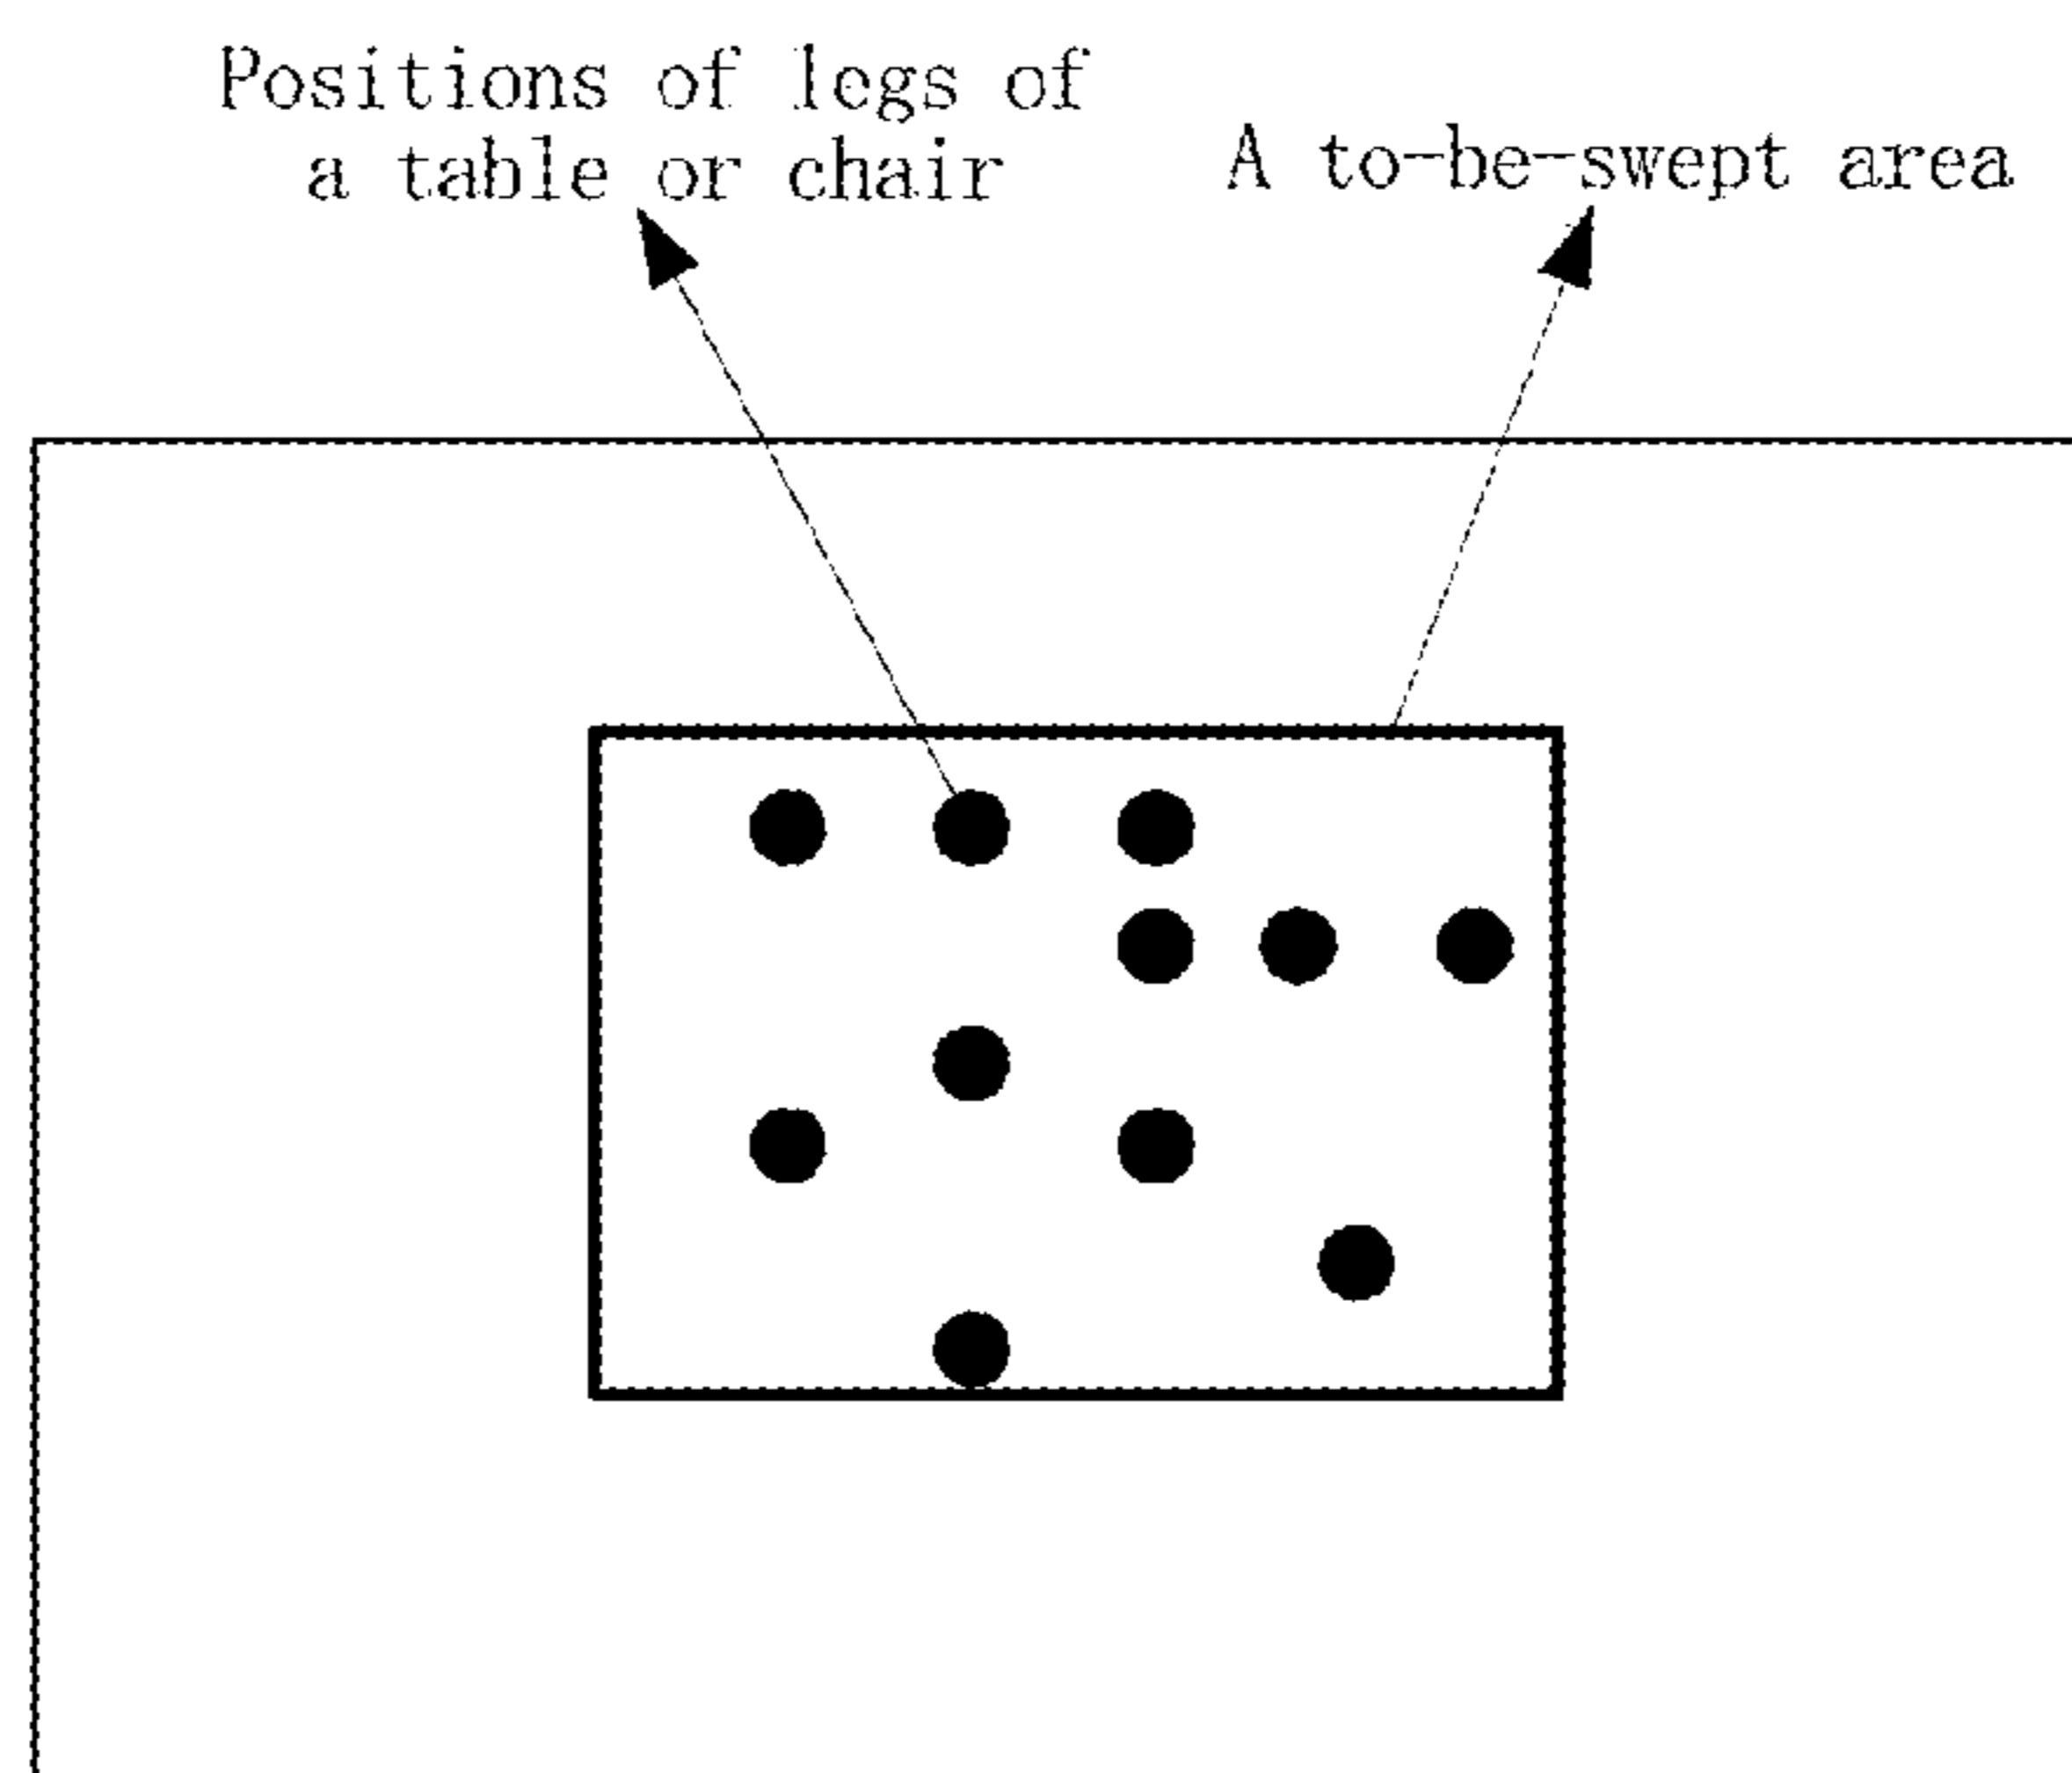 Positions of legs of
a table or chair
A to-be-swept area